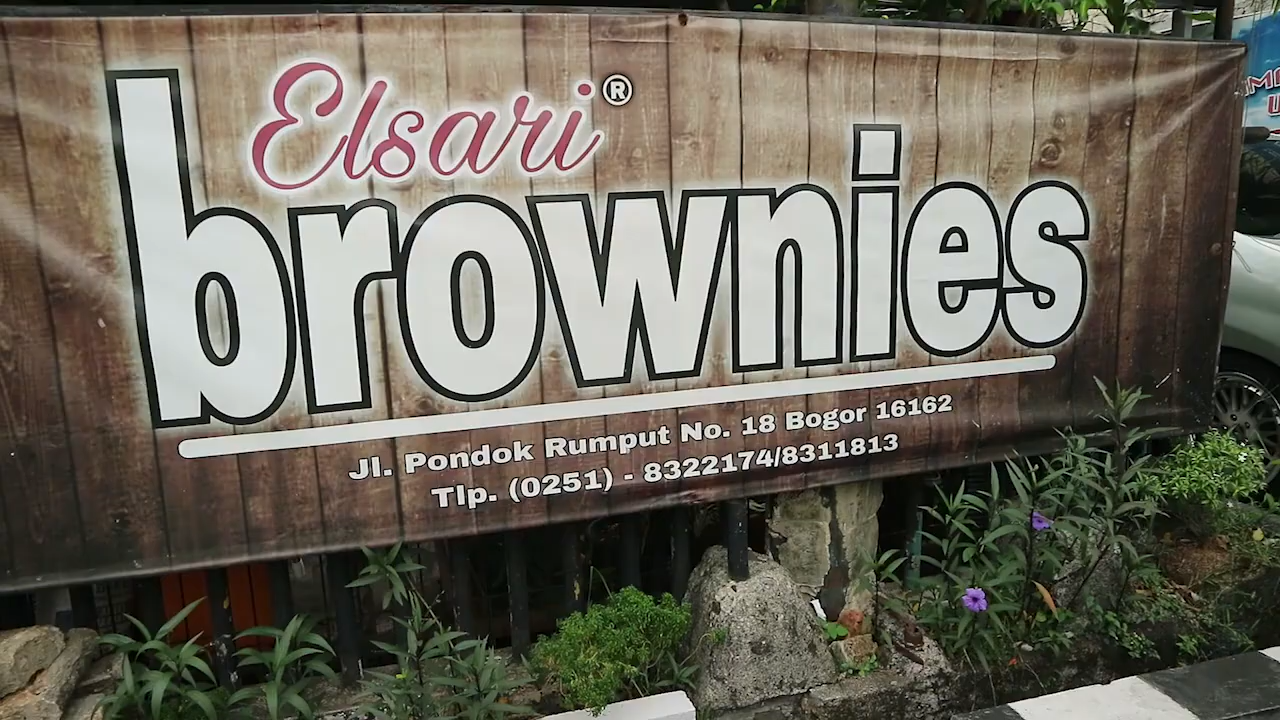 Elsari®
brownies
Jl. Pondok Rumput No. 18 Bogor 16162
Tlp. (0251) - 8322174/8311813